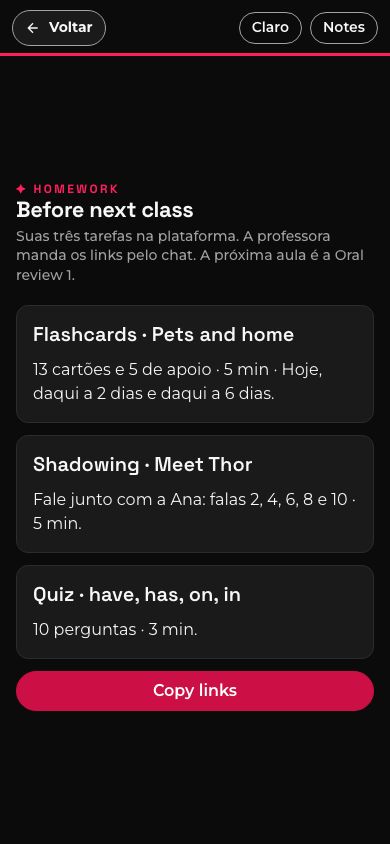 ← Voltar
Claro
Notes
✦ HOMEWORK
Before next class
Suas três tarefas na plataforma. A professora
manda os links pelo chat. A próxima aula é a Oral
review 1.
Flashcards · Pets and home
13 cartões e 5 de apoio · 5 min · Hoje,
daqui a 2 dias e daqui a 6 dias.
Shadowing · Meet Thor
Fale junto com a Ana: falas 2, 4, 6, 8 e 10 ·
5 min.
Quiz · have, has, on, in
10 perguntas · 3 min.
Copy links